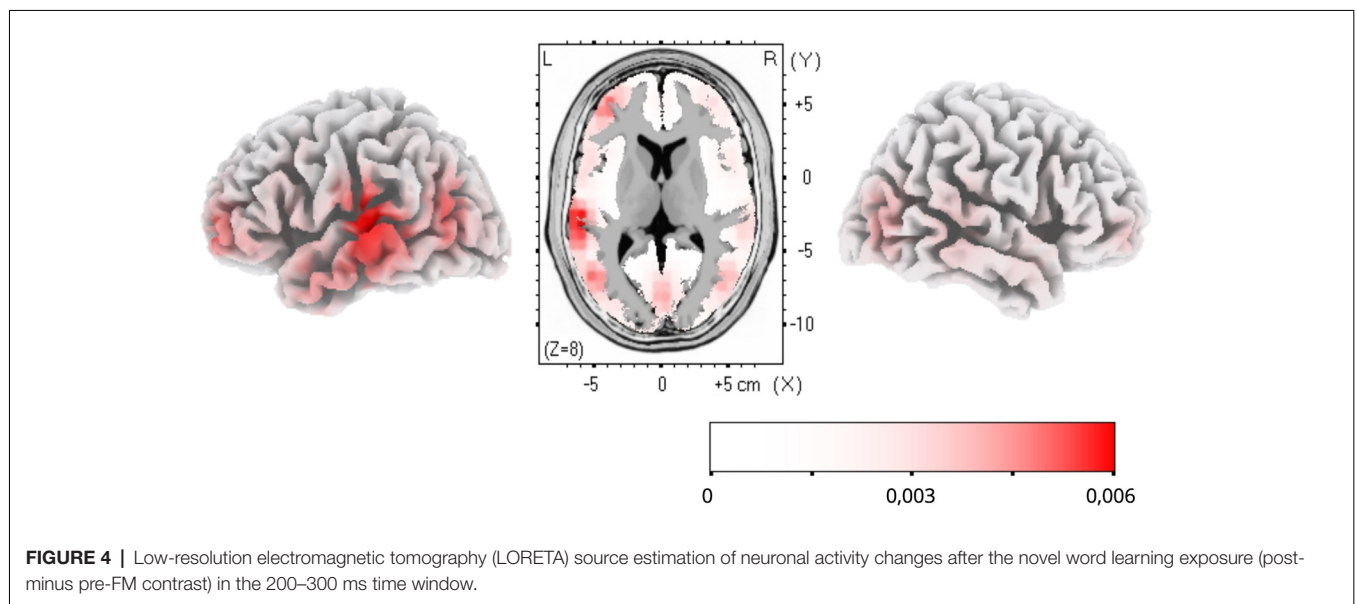 L R (Y)
+5
0
-5
-10
(Z=8)
-5 0 +5 cm (X)
0 0,003 0,006
FIGURE 4 | Low-resolution electromagnetic tomography (LORETA) source estimation of neuronal activity changes after the novel word learning exposure (post-
minus pre-FM contrast) in the 200–300 ms time window.